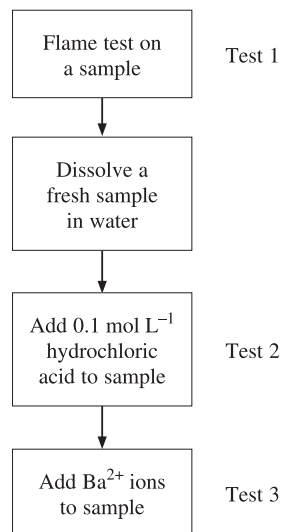 Flame test on
a sample
Test 1
Dissolve a
fresh sample
in water
Add 0.1 mol L⁻¹
hydrochloric
acid to sample
Test 2
Add Ba²⁺ ions
to sample
Test 3